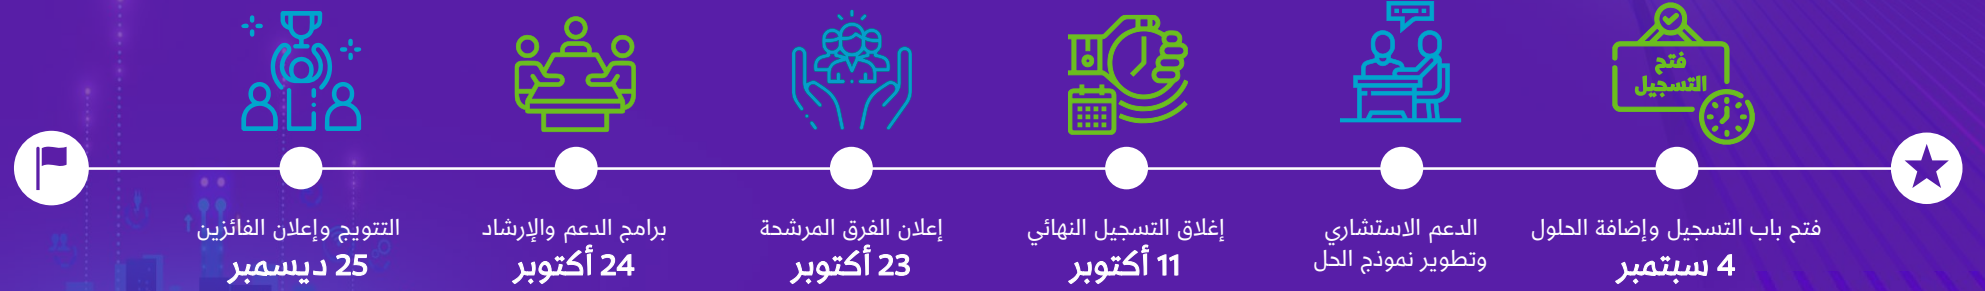 فتح
التسجيل
فتح باب التسجيل وإضافة الحلول
4 سبتمبر
الدعم الاستشاري
وتطوير نموذج الحل
إغلاق التسجيل النهائي
11 أكتوبر
إعلان الفرق المرشحة
23 أكتوبر
برامج الدعم والإرشاد
24 أكتوبر
التتويج وإعلان الفائزين
25 ديسمبر